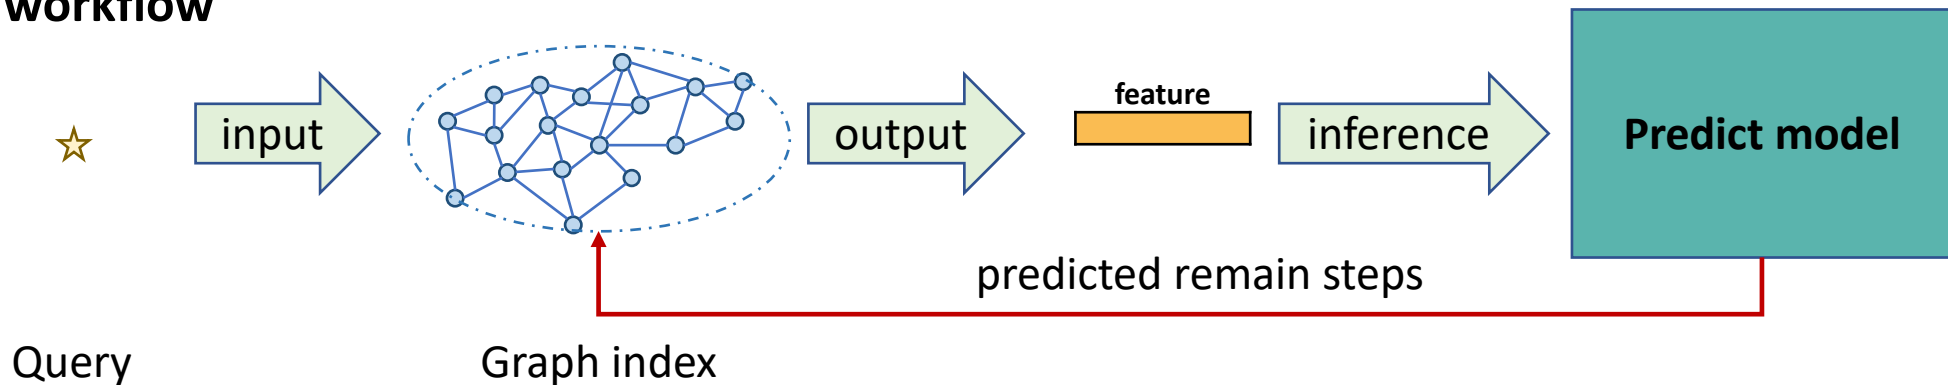 workflow
input
output
feature
inference
Predict model
predicted remain steps
Query
Graph index